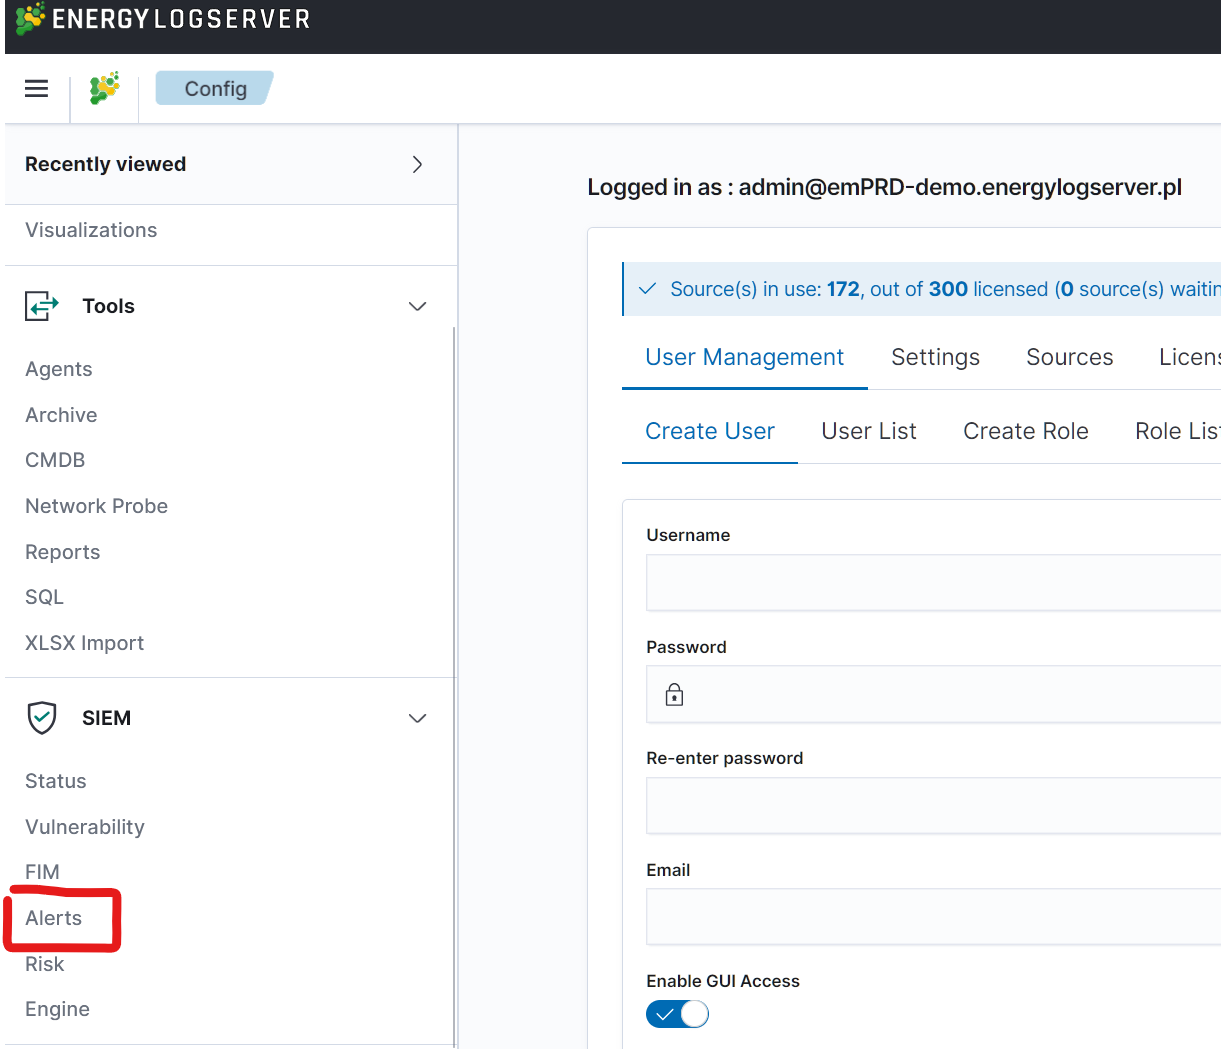 ENERGYLOGSERVER
Config
Recently viewed
Visualizations
Tools
Agents
Archive
CMDB
Network Probe
Reports
SQL
XLSX Import
SIEM
Status
Vulnerability
FIM
Alerts
Risk
Engine
Logged in as : admin@emPRD-demo.energylogserver.pl
Source(s) in use: 172, out of 300 licensed (0 source(s) waitin
User Management Settings Sources Licens
Create User User List Create Role Role List
Username
Password
Re-enter password
Email
Enable GUI Access